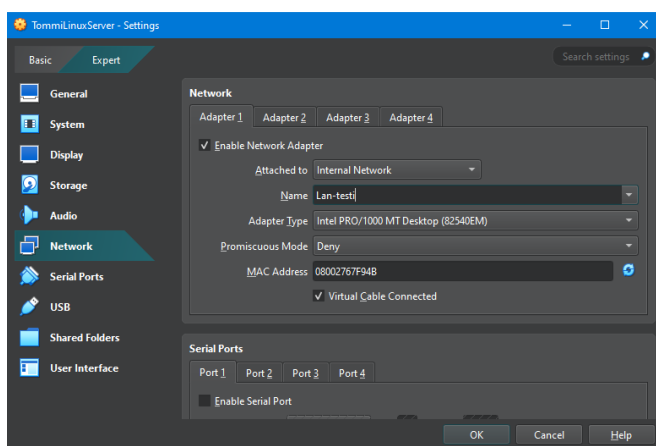 TommiLinuxServer - Settings
Basic Expert Search settings
General
System
Display
Storage
Audio
Network
Serial Ports
USB
Shared Folders
User Interface
Network
Adapter 1 Adapter 2 Adapter 3 Adapter 4
Enable Network Adapter
Attached to Internal Network
Name Lan-testi
Adapter Type Intel PRO/1000 MT Desktop (82540EM)
Promiscuous Mode Deny
MAC Address 08002767F94B
Virtual Cable Connected
Serial Ports
Port 1 Port 2 Port 3 Port 4
Enable Serial Port
OK Cancel Help